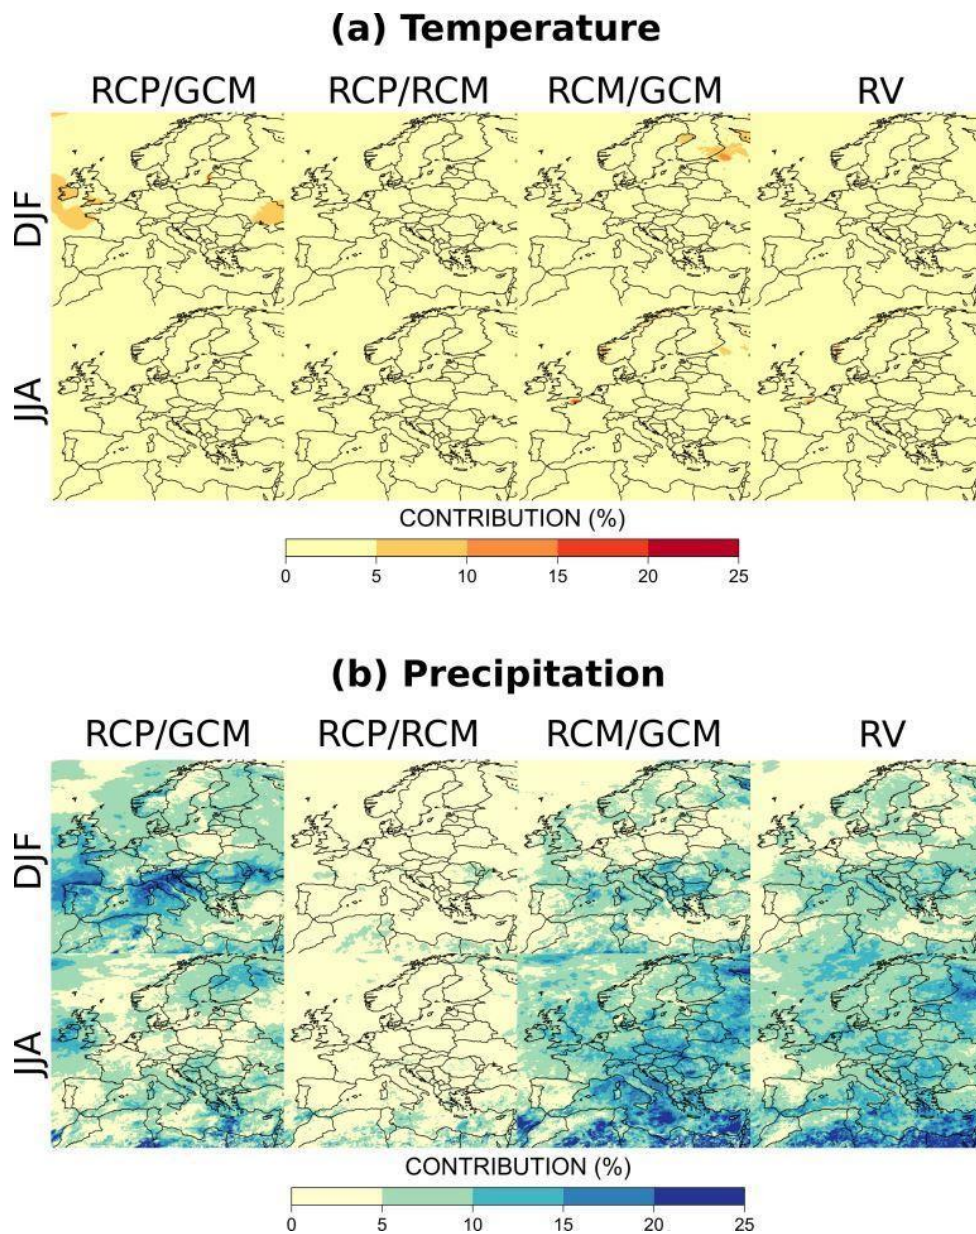 (a) Temperature
RCP/GCM RCP/RCM RCM/GCM RV
DJF
JJA
CONTRIBUTION (%)
0 5 10 15 20 25
(b) Precipitation
RCP/GCM RCP/RCM RCM/GCM RV
DJF
JJA
CONTRIBUTION (%)
0 5 10 15 20 25